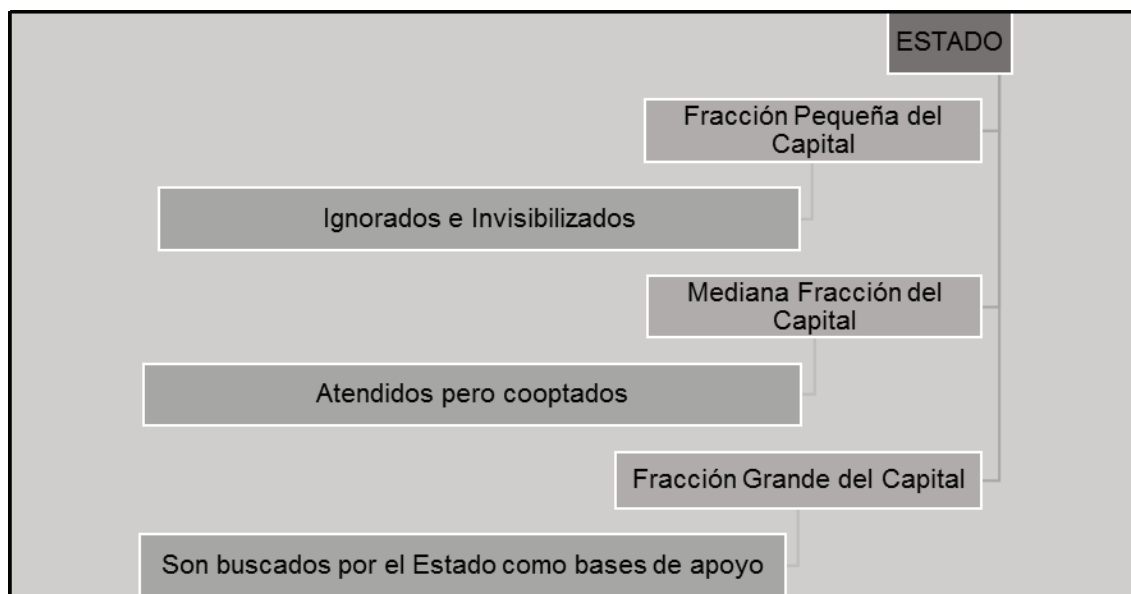 ESTADO
Fracción Pequeña del
Capital
Ignorados e Invisibilizados
Mediana Fracción del
Capital
Atendidos pero cooptados
Fracción Grande del Capital
Son buscados por el Estado como bases de apoyo